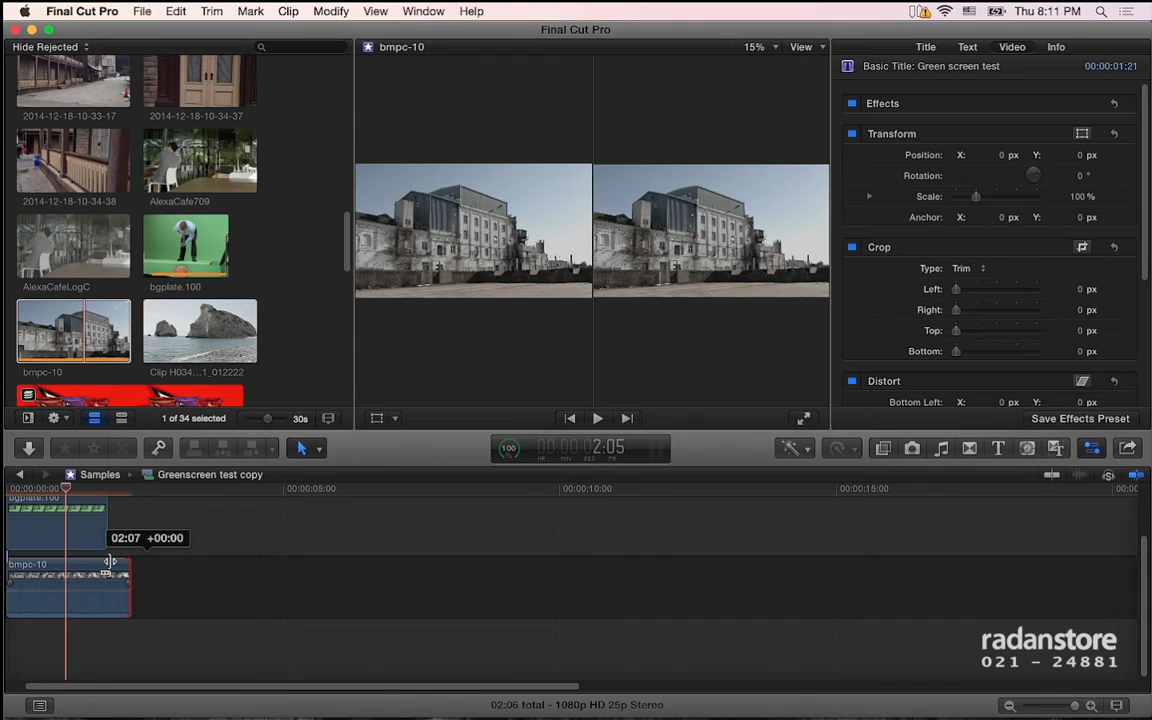 Final Cut Pro File Edit Trim Mark Clip Modify View Window Help Thu 8:11 PM
Final Cut Pro
Hide Rejected
bmpc-10 15% View
Title Text Video Info
Basic Title: Green screen test 00:00:01:21
2014-12-18-10-33-17 2014-12-18-10-34-37
2014-12-18-10-34-38 AlexaCafe709
AlexaCafeLogC bgplate.100
bmpc-10 Clip H034...1_012222
Effects
Transform
Position: X: 0 px Y: 0 px
Rotation: 0 °
Scale: 100 %
Anchor: X: 0 px Y: 0 px
Crop
Type: Trim
Left: 0 px
Right: 0 px
Top: 0 px
Bottom: 0 px
Distort
Bottom Left: X: 0 px Y: 0 px
1 of 34 selected 30s
Save Effects Preset
100 00:00:0 2:05
HR MIN SEC FR
Samples Greenscreen test copy
00:00:00:00 00:00:05:00 00:00:10:00 00:00:15:00 00:00
bgplate.100
02:07 +00:00
bmpc-10
radanstore
021 - 24881
02:06 total - 1080p HD 25p Stereo